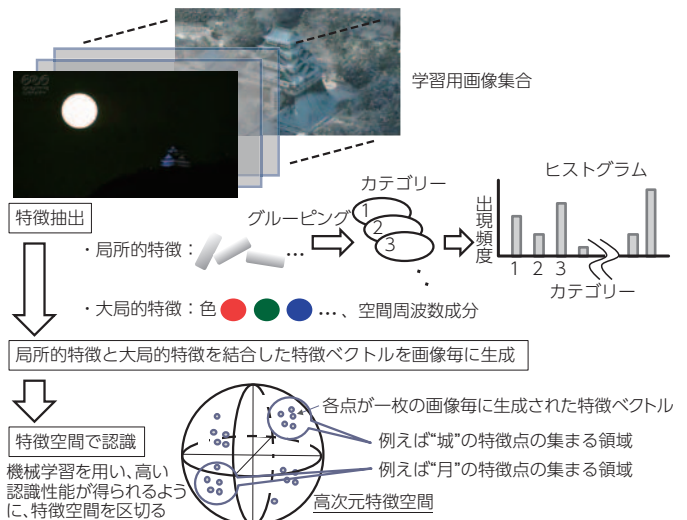 学習用画像集合
カテゴリー
ヒストグラム
特徴抽出
グルーピング
1
2
3
出現頻度
・局所的特徴：
…
1 2 3
カテゴリー
・大局的特徴：色 …、空間周波数成分
局所的特徴と大局的特徴を結合した特徴ベクトルを画像毎に生成
各点が一枚の画像毎に生成された特徴ベクトル
特徴空間で認識
例えば“城”の特徴点の集まる領域
例えば“月”の特徴点の集まる領域
機械学習を用い、高い
認識性能が得られるよう
に、特徴空間を区切る
高次元特徴空間